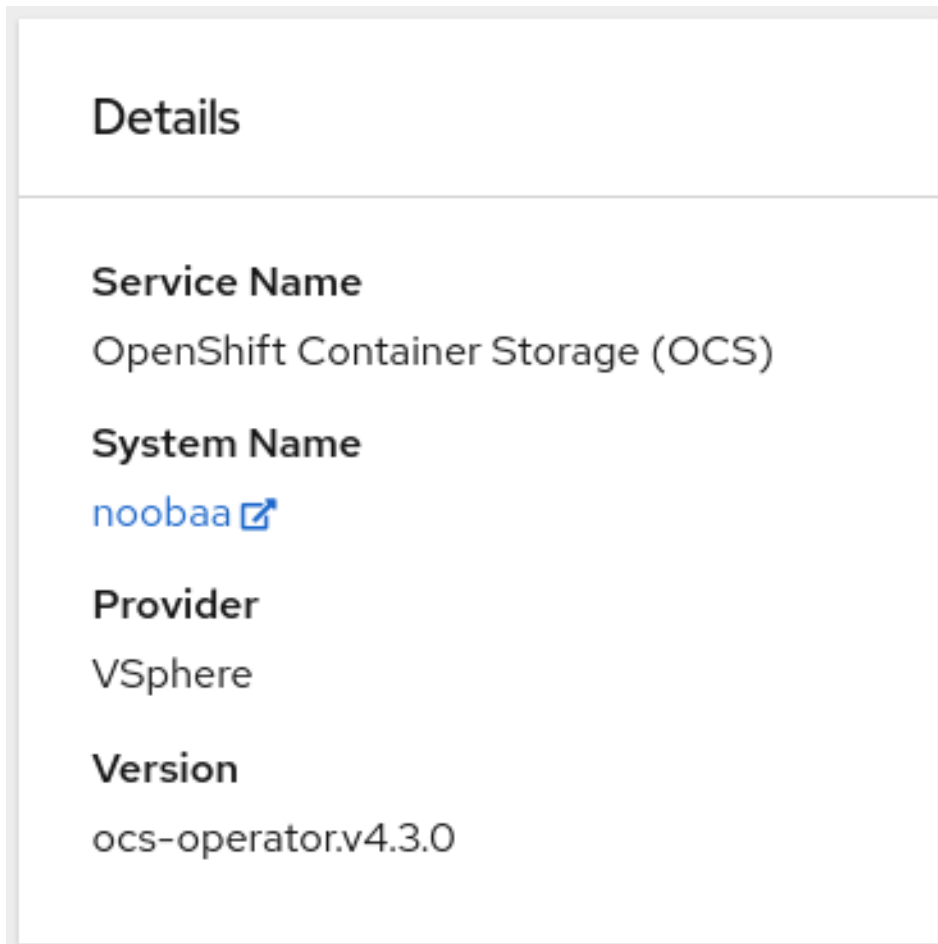 Details
Service Name
OpenShift Container Storage (OCS)
System Name
noobaa
Provider
VSphere
Version
ocs-operator.v4.3.0